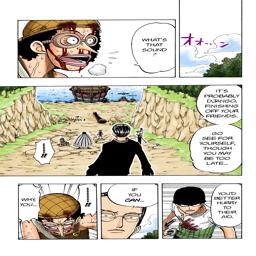 オオ...ン
WHAT'S
THAT
SOUND
?
IT'S
PROBABLY
DJANGO,
FINISHING
OFF YOUR
FRIENDS.
GO
SEE FOR
YOURSELF,
THOUGH
YOU MAY
BE TOO
LATE...
YOU'D
BETTER
HURRY
TO THEIR
AID.
IF
YOU
CAN...
WHY,
YOU...